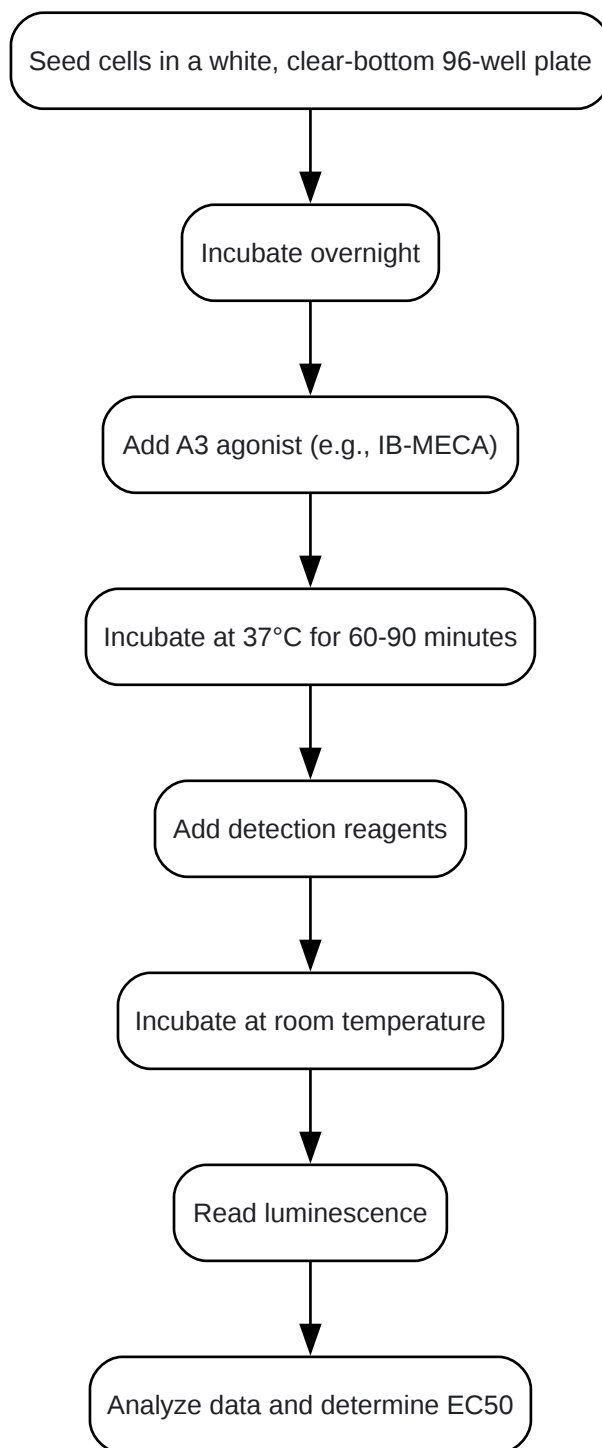 Seed cells in a white, clear-bottom 96-well plate
Incubate overnight
Add A3 agonist (e.g., IB-MECA)
Incubate at 37°C for 60-90 minutes
Add detection reagents
Incubate at room temperature
Read luminescence
Analyze data and determine EC50